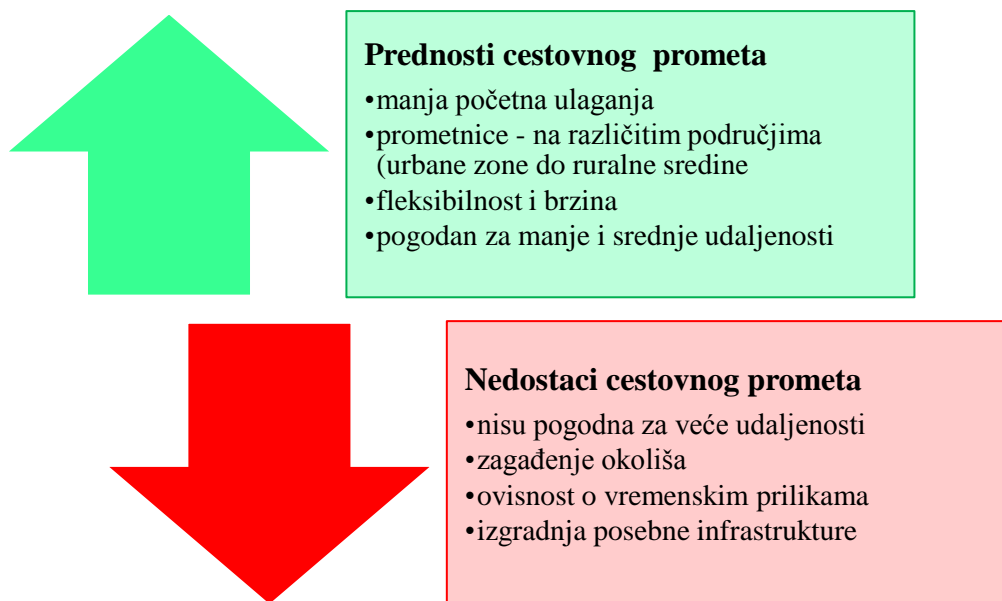 Prednosti cestovnog prometa
•manja početna ulaganja
•prometnice - na različitim područjima
(urbane zone do ruralne sredine
•fleksibilnost i brzina
•pogodan za manje i srednje udaljenosti
Nedostaci cestovnog prometa
•nisu pogodna za veće udaljenosti
•zagađenje okoliša
•ovisnost o vremenskim prilikama
•izgradnja posebne infrastrukture